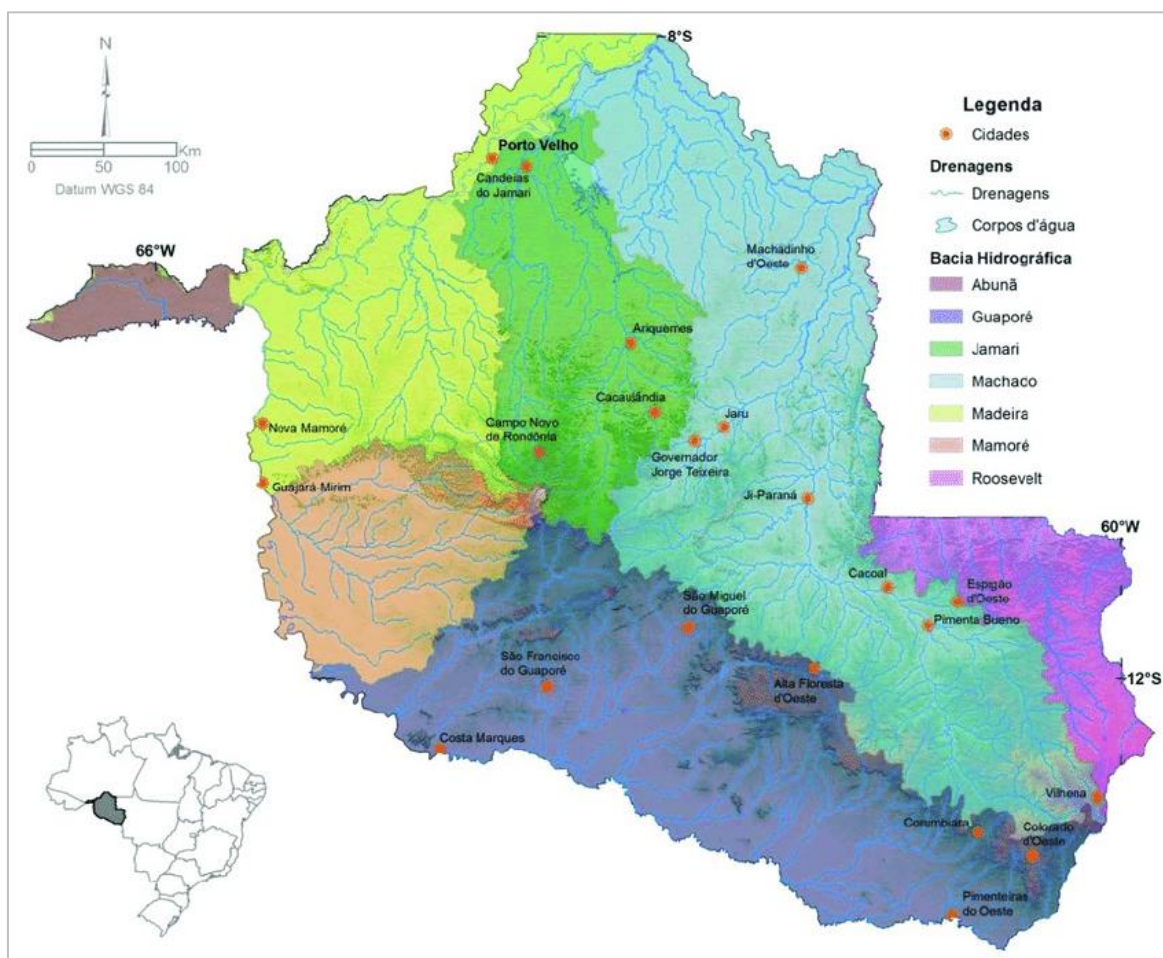 N
Km
0 50 100
Datum WGS 84
8°S
66°W
60°W
12°S
Porto Velho
Candeias
do Jamari
Machadinho
d'Oeste
Ariquemes
Cacaulândia
Jaru
Nova Mamoré
Campo Novo
de Rondônia
Governador
Jorge Teixeira
Guajará-Mirim
Ji-Paraná
Cacoal
Espigão
d'Oeste
São Miguel
do Guaporé
Pimenta Bueno
São Francisco
do Guaporé
Alta Floresta
d'Oeste
Costa Marques
Vilhena
Corumbiara
Colorado
d'Oeste
Pimenteiras
do Oeste
Legenda
Cidades
Drenagens
Drenagens
Corpos d'água
Bacia Hidrográfica
Abunã
Guaporé
Jamari
Machaco
Madeira
Mamoré
Roosevelt